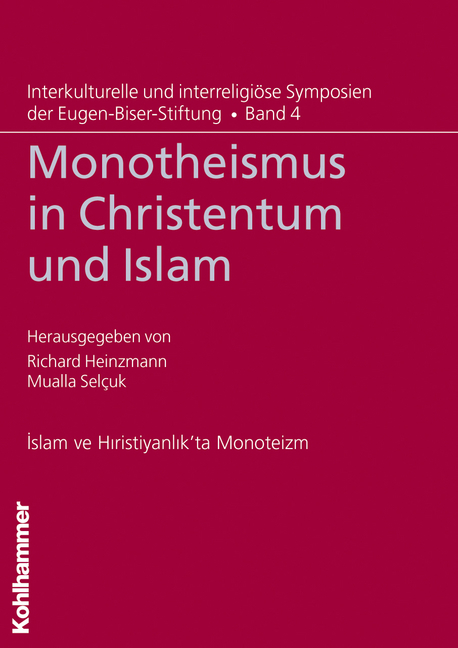 Interkulturelle und interreligiöse Symposien
der Eugen-Biser-Stiftung • Band 4
Monotheismus
in Christentum
und Islam
Herausgegeben von
Richard Heinzmann
Mualla Selçuk
İslam ve Hıristiyanlık'ta Monoteizm
Kohlhammer